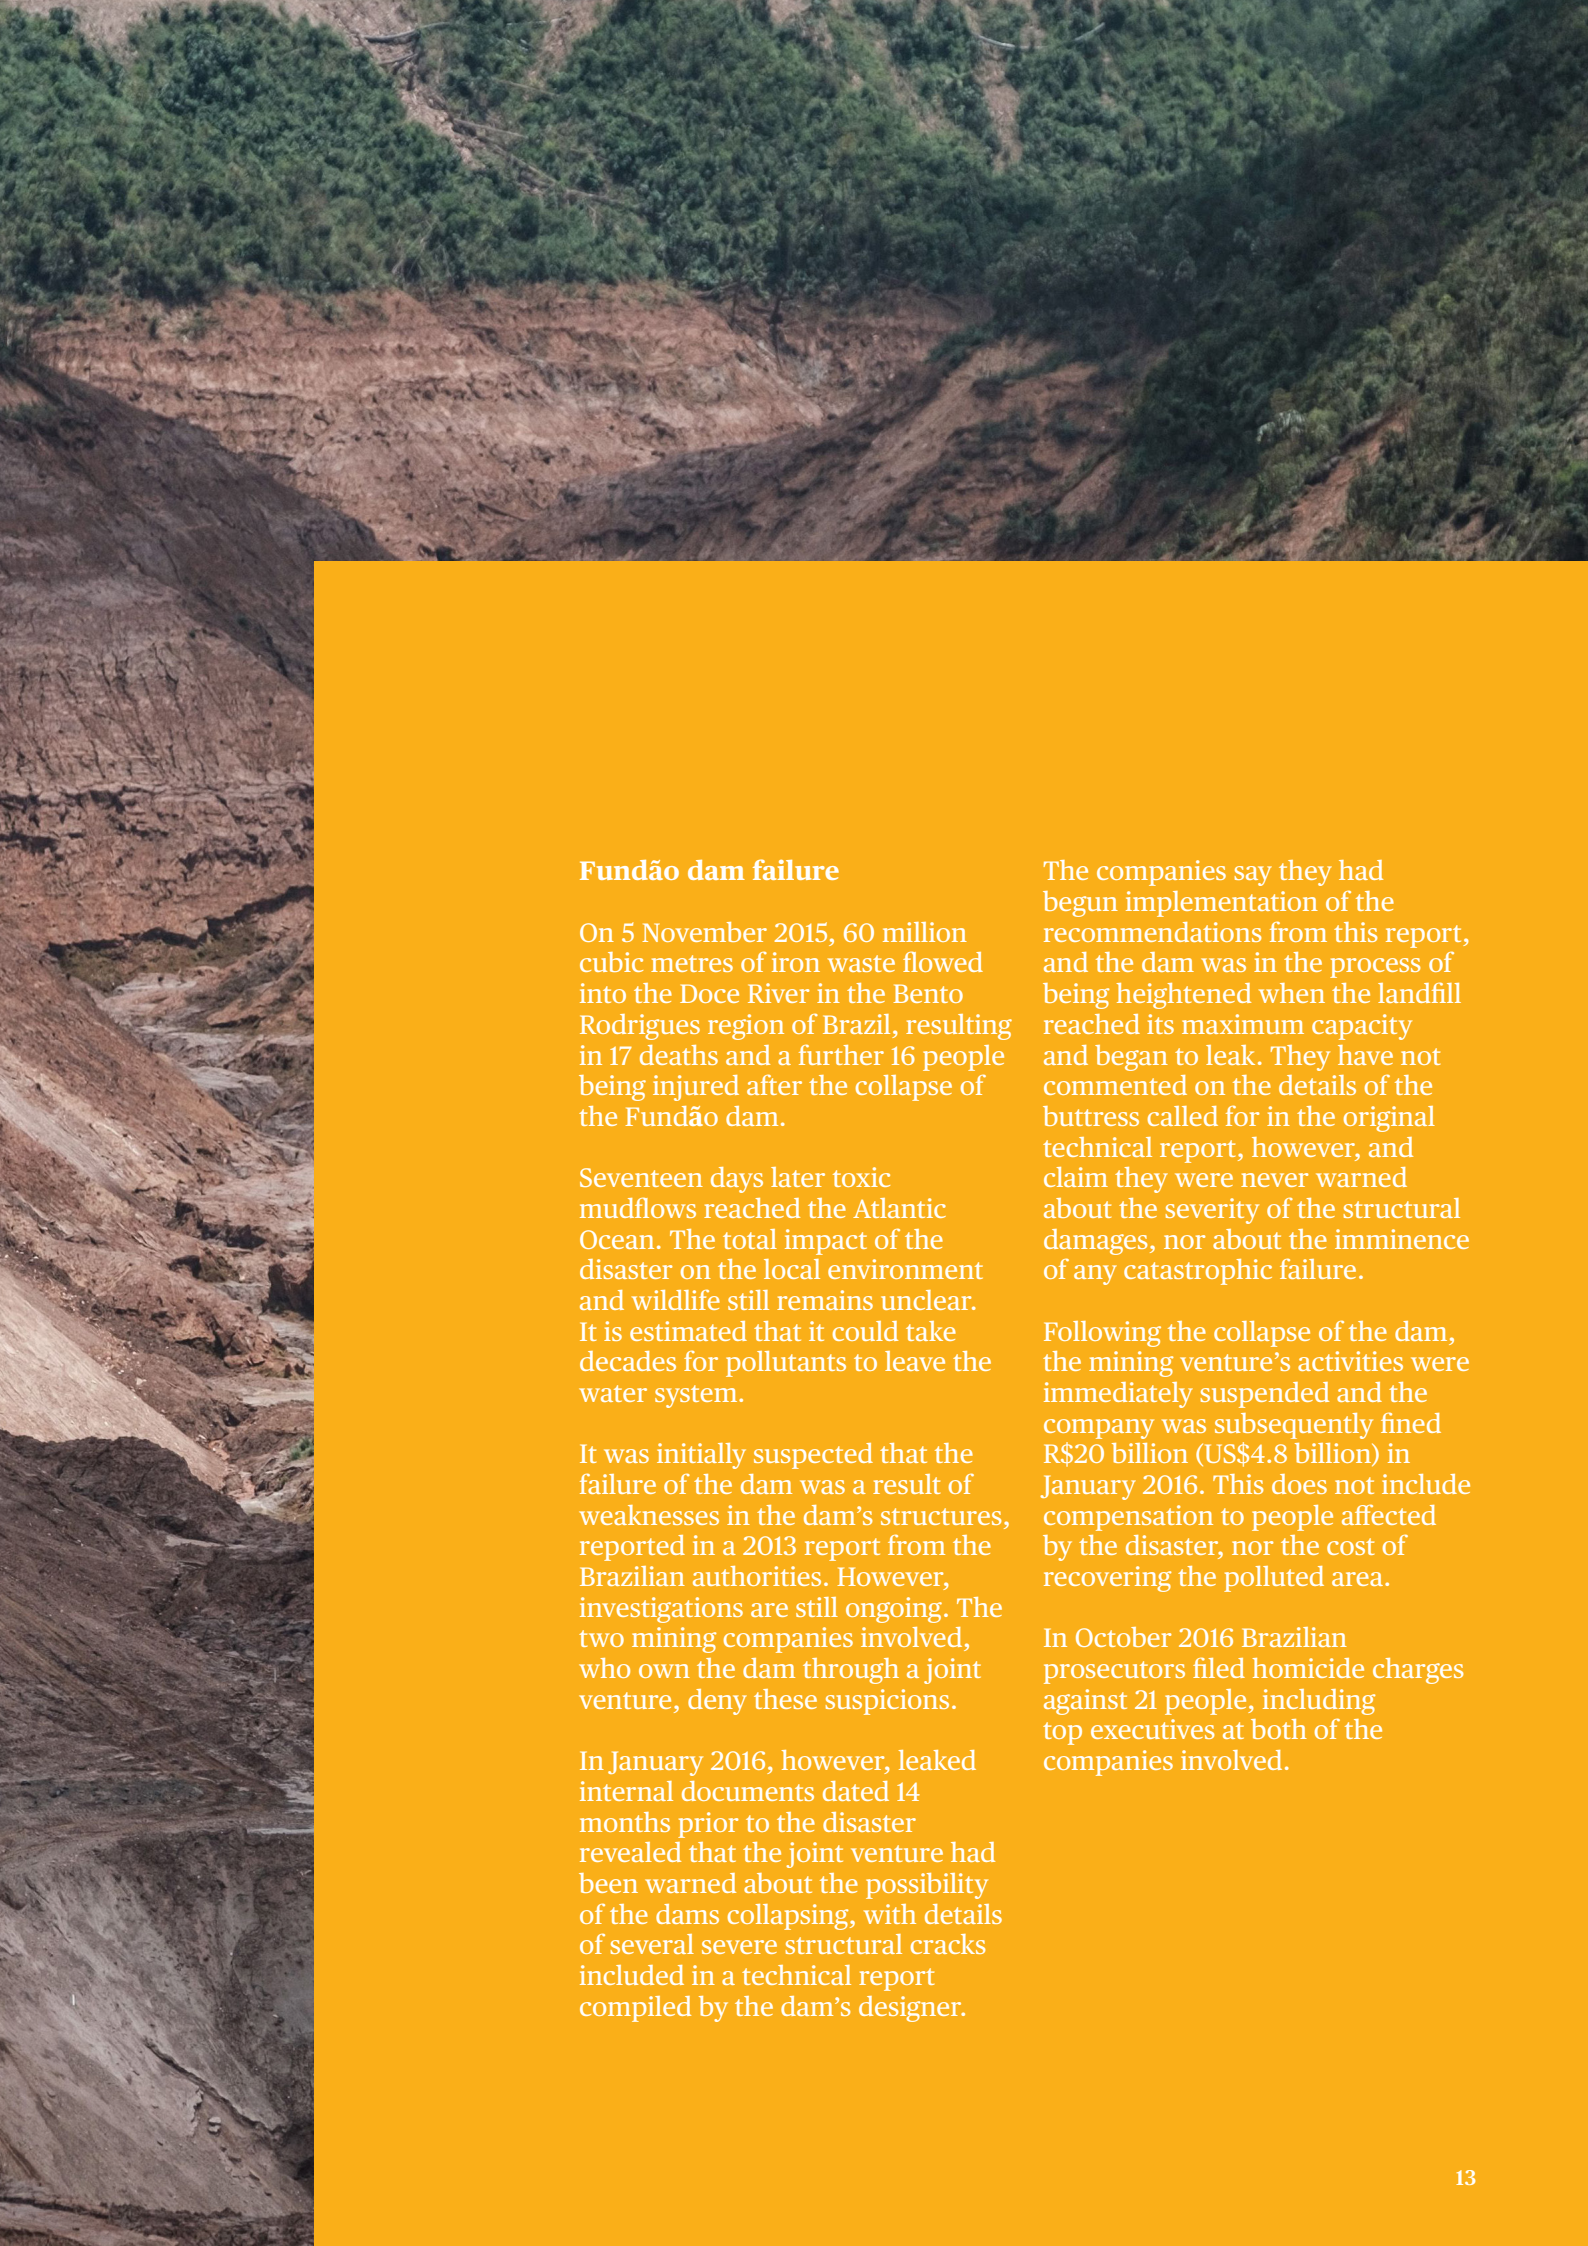 Fundão dam failure
On 5 November 2015, 60 million
cubic metres of iron waste flowed
into the Doce River in the Bento
Rodrigues region of Brazil, resulting
in 17 deaths and a further 16 people
being injured after the collapse of
the Fundão dam.
Seventeen days later toxic
mudflows reached the Atlantic
Ocean. The total impact of the
disaster on the local environment
and wildlife still remains unclear.
It is estimated that it could take
decades for pollutants to leave the
water system.
It was initially suspected that the
failure of the dam was a result of
weaknesses in the dam’s structures,
reported in a 2013 report from the
Brazilian authorities. However,
investigations are still ongoing. The
two mining companies involved,
who own the dam through a joint
venture, deny these suspicions.
In January 2016, however, leaked
internal documents dated 14
months prior to the disaster
revealed that the joint venture had
been warned about the possibility
of the dams collapsing, with details
of several severe structural cracks
included in a technical report
compiled by the dam’s designer.
The companies say they had
begun implementation of the
recommendations from this report,
and the dam was in the process of
being heightened when the landfill
reached its maximum capacity
and began to leak. They have not
commented on the details of the
buttress called for in the original
technical report, however, and
claim they were never warned
about the severity of the structural
damages, nor about the imminence
of any catastrophic failure.
Following the collapse of the dam,
the mining venture’s activities were
immediately suspended and the
company was subsequently fined
R$20 billion (US$4.8 billion) in
January 2016. This does not include
compensation to people affected
by the disaster, nor the cost of
recovering the polluted area.
In October 2016 Brazilian
prosecutors filed homicide charges
against 21 people, including
top executives at both of the
companies involved.
13